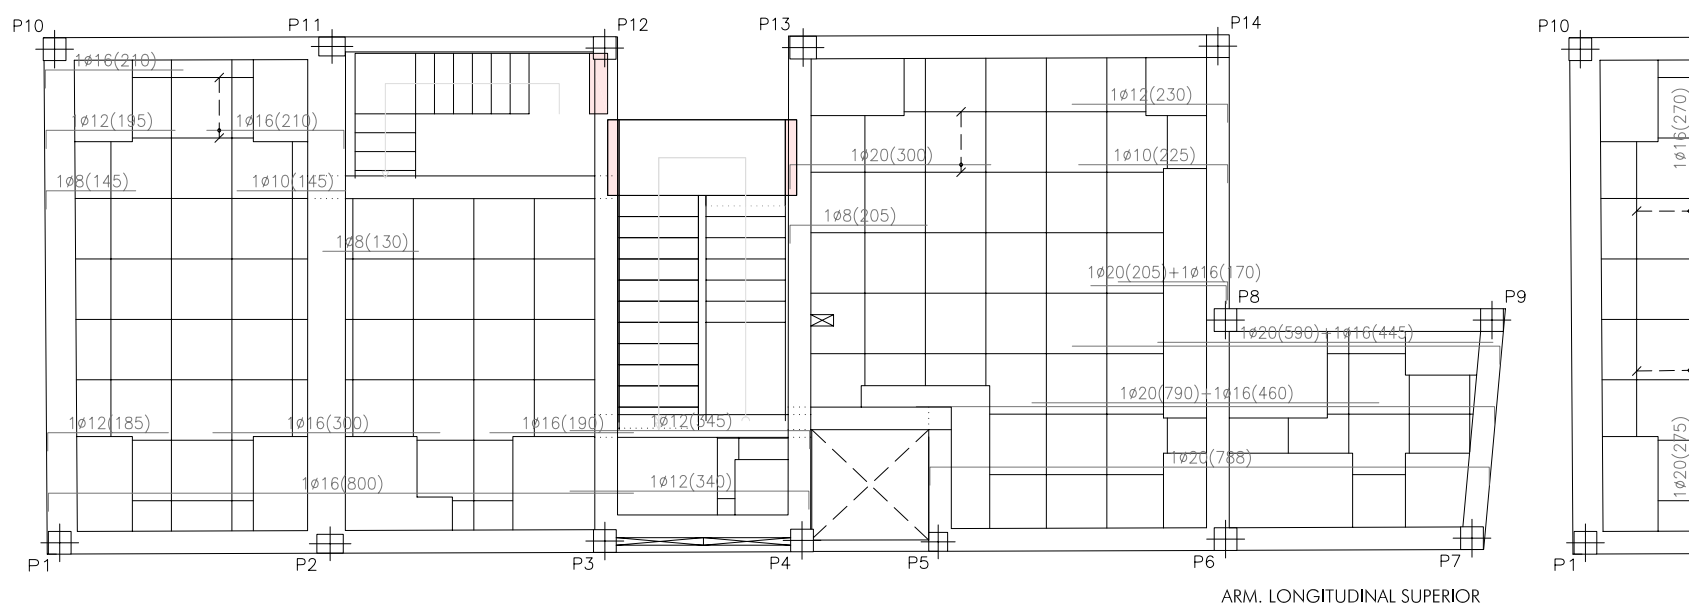 P10
P11
P12
P13
P14
P10
1ø16(210)
1ø12(195)
1ø16(210)
1ø12(230)
1ø20(300)
1ø10(225)
1ø16(270)
1ø8(145)
1ø10(145)
1ø8(205)
1ø8(130)
1ø20(205)+1ø16(170)
P8
P9
1ø20(590)+1ø16(445)
1ø20(790)+1ø16(460)
1ø12(185)
1ø16(300)
1ø16(190)
1ø12(345)
1ø20(788)
1ø20(275)
1ø16(800)
1ø12(340)
P1
P2
P3
P4
P5
P6
P7
P1
ARM. LONGITUDINAL SUPERIOR